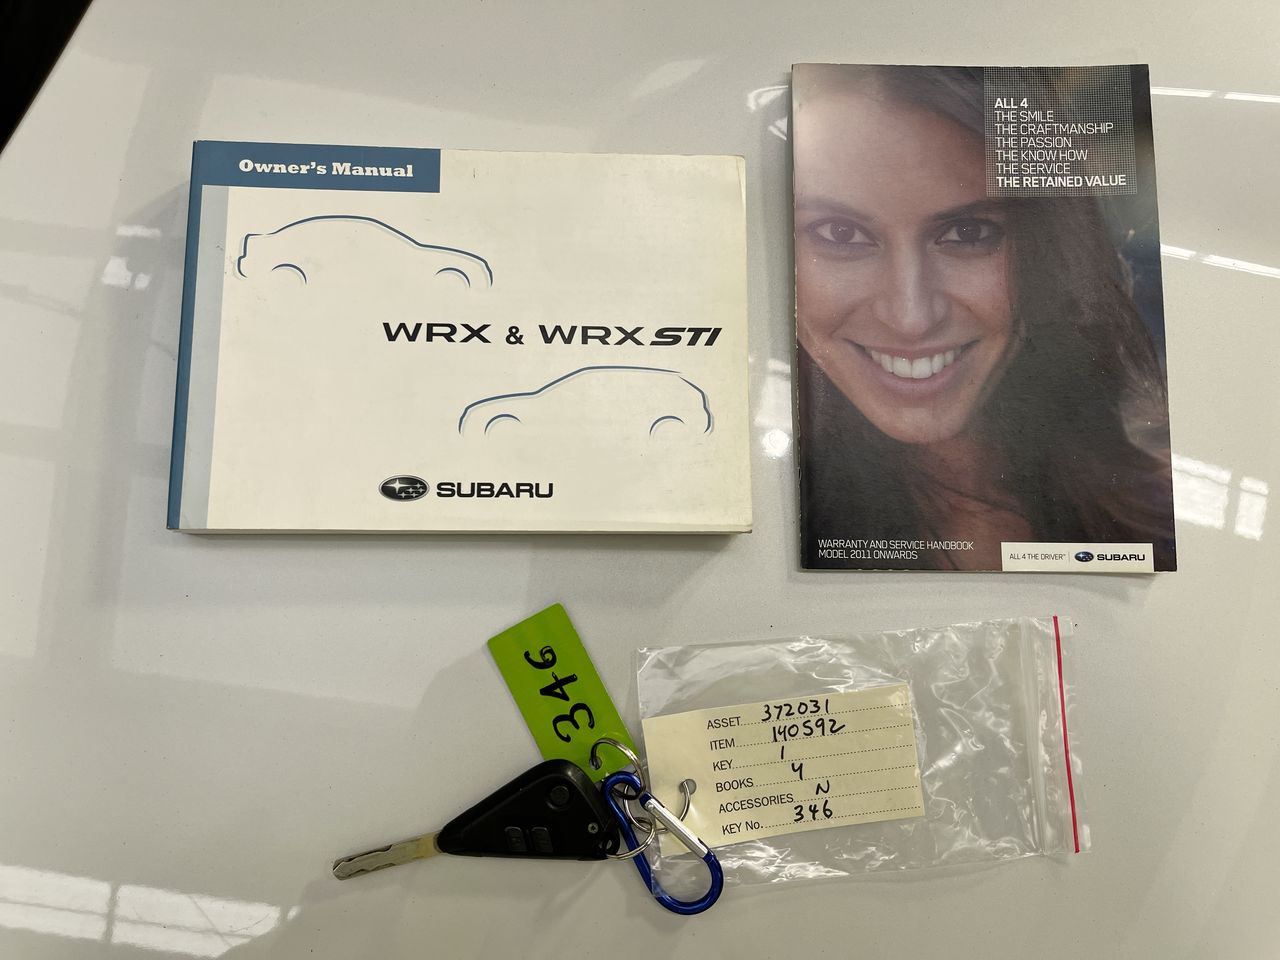 Owner's Manual
WRX & WRX STI
SUBARU
ALL 4
THE SMILE
THE CRAFTMANSHIP
THE PASSION
THE KNOW HOW
THE SERVICE
THE RETAINED VALUE
WARRANTY AND SERVICE HANDBOOK
MODEL 2011 ONWARDS
ALL 4 THE DRIVER™ SUBARU
346
ASSET 372031
ITEM 140592
KEY 1
BOOKS Y
ACCESSORIES N
KEY No. 346